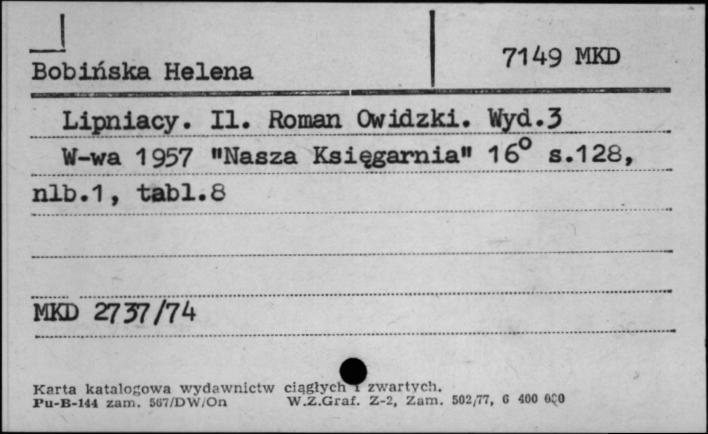 7149 MKD
Bobińska Helena
Lipniacy. Il. Roman Owidzki. Wyd.3
W-wa 1957 "Nasza Księgarnia" 16° s.128,
nlb.1, tabl.8
MKD 2737/74
Karta katalogowa wydawnictw ciągłych i zwartych.
Pu-B-144 zam. 567/DW/On W.Z.Graf. Z-2, Zam. 502/77, 6 400 000